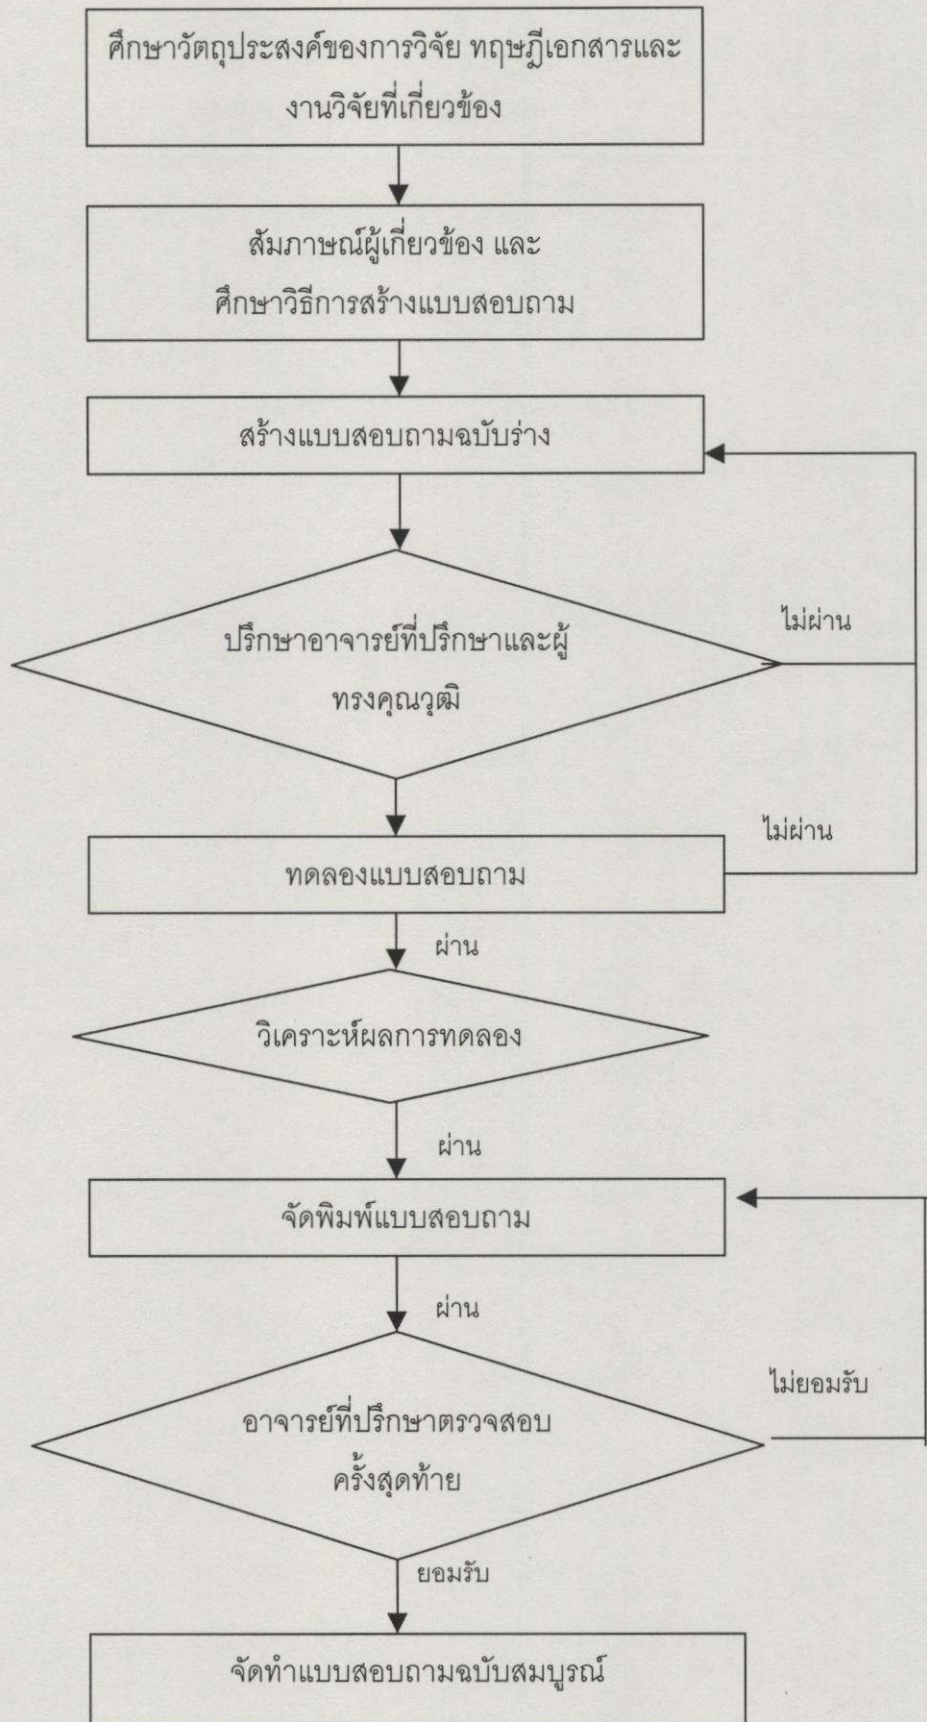 ศึกษาวัตถุประสงค์ของการวิจัย ทฤษฎีเอกสารและ
งานวิจัยที่เกี่ยวข้อง
สัมภาษณ์ผู้เกี่ยวข้อง และ
ศึกษาวิธีการสร้างแบบสอบถาม
สร้างแบบสอบถามฉบับร่าง
ไม่ผ่าน
ปรึกษาอาจารย์ที่ปรึกษาและผู้
ทรงคุณวุฒิ
ไม่ผ่าน
ทดลองแบบสอบถาม
ผ่าน
วิเคราะห์ผลการทดลอง
ผ่าน
จัดพิมพ์แบบสอบถาม
ผ่าน
ไม่ยอมรับ
อาจารย์ที่ปรึกษาตรวจสอบ
ครั้งสุดท้าย
ยอมรับ
จัดทำแบบสอบถามฉบับสมบูรณ์